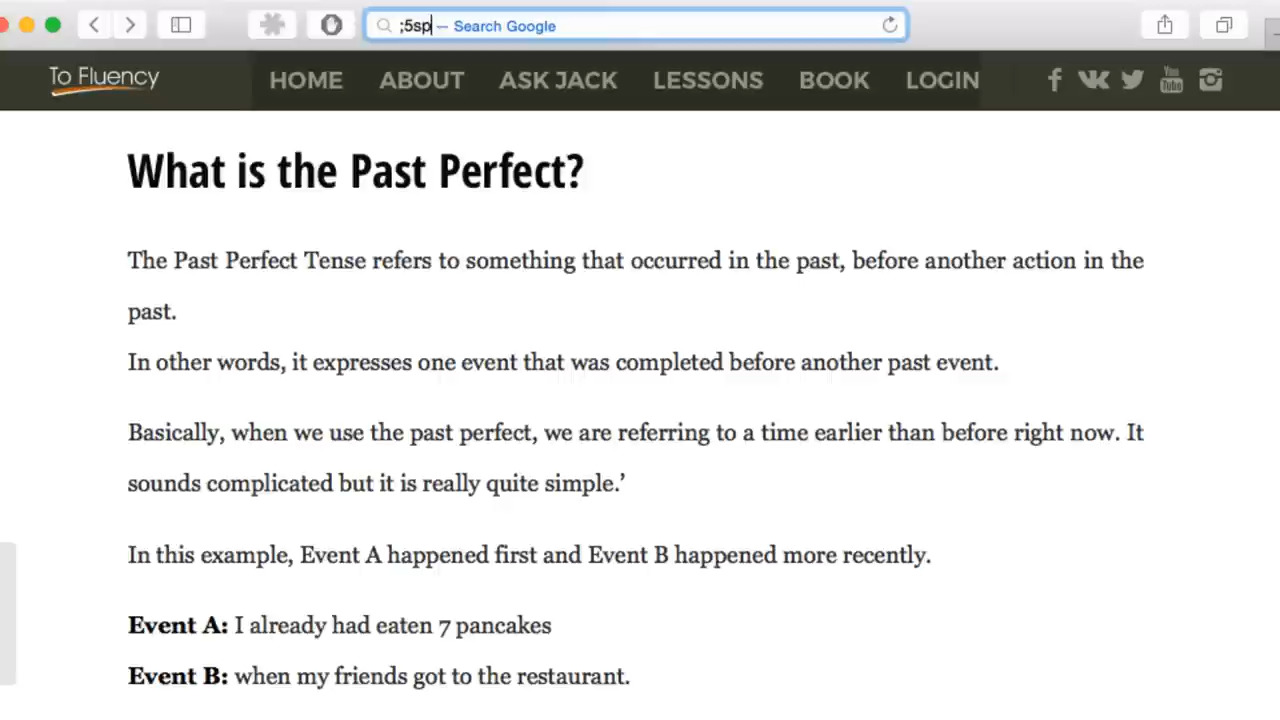 ;5sp — Search Google
To Fluency HOME ABOUT ASK JACK LESSONS BOOK LOGIN You Tube
What is the Past Perfect?
The Past Perfect Tense refers to something that occurred in the past, before another action in the
past.
In other words, it expresses one event that was completed before another past event.
Basically, when we use the past perfect, we are referring to a time earlier than before right now. It
sounds complicated but it is really quite simple.’
In this example, Event A happened first and Event B happened more recently.
Event A: I already had eaten 7 pancakes
Event B: when my friends got to the restaurant.